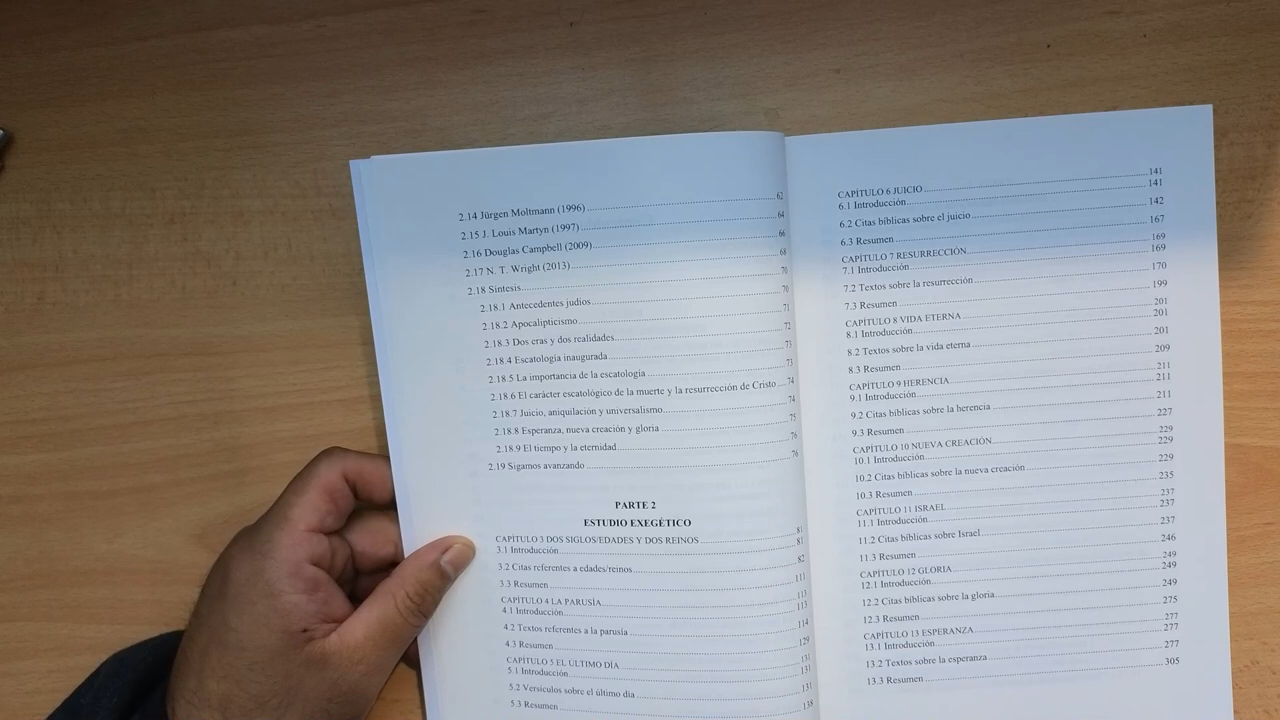 2.14 Jürgen Moltmann (1996) 62
2.15 J. Louis Martyn (1997) 64
2.16 Douglas Campbell (2009) 66
2.17 N. T. Wright (2013) 68
2.18 Síntesis 70
2.18.1 Antecedentes judíos 70
2.18.2 Apocalipticismo 71
2.18.3 Dos eras y dos realidades 72
2.18.4 Escatología inaugurada 73
2.18.5 La importancia de la escatología 73
2.18.6 El carácter escatológico de la muerte y la resurrección de Cristo 74
2.18.7 Juicio, aniquilación y universalismo 74
2.18.8 Esperanza, nueva creación y gloria 75
2.18.9 El tiempo y la eternidad 76
2.19 Sigamos avanzando 76
PARTE 2
ESTUDIO EXEGÉTICO
CAPÍTULO 3 DOS SIGLOS/EDADES Y DOS REINOS 81
3.1 Introducción 81
3.2 Citas referentes a edades/reinos 82
3.3 Resumen 111
CAPÍTULO 4 LA PARUSÍA 113
4.1 Introducción 113
4.2 Textos referentes a la parusía 114
4.3 Resumen 129
CAPÍTULO 5 EL ÚLTIMO DÍA 131
5.1 Introducción 131
5.2 Versículos sobre el último día 131
5.3 Resumen 138
CAPÍTULO 6 JUICIO 141
6.1 Introducción 141
6.2 Citas bíblicas sobre el juicio 142
6.3 Resumen 167
CAPÍTULO 7 RESURRECCIÓN 169
7.1 Introducción 169
7.2 Textos sobre la resurrección 170
7.3 Resumen 199
CAPÍTULO 8 VIDA ETERNA 201
8.1 Introducción 201
8.2 Textos sobre la vida eterna 201
8.3 Resumen 209
CAPÍTULO 9 HERENCIA 211
9.1 Introducción 211
9.2 Citas bíblicas sobre la herencia 211
9.3 Resumen 227
CAPÍTULO 10 NUEVA CREACIÓN 229
10.1 Introducción 229
10.2 Citas bíblicas sobre la nueva creación 229
10.3 Resumen 235
CAPÍTULO 11 ISRAEL 237
11.1 Introducción 237
11.2 Citas bíblicas sobre Israel 237
11.3 Resumen 246
CAPÍTULO 12 GLORIA 249
12.1 Introducción 249
12.2 Citas bíblicas sobre la gloria 249
12.3 Resumen 275
CAPÍTULO 13 ESPERANZA 277
13.1 Introducción 277
13.2 Textos sobre la esperanza 277
13.3 Resumen 305